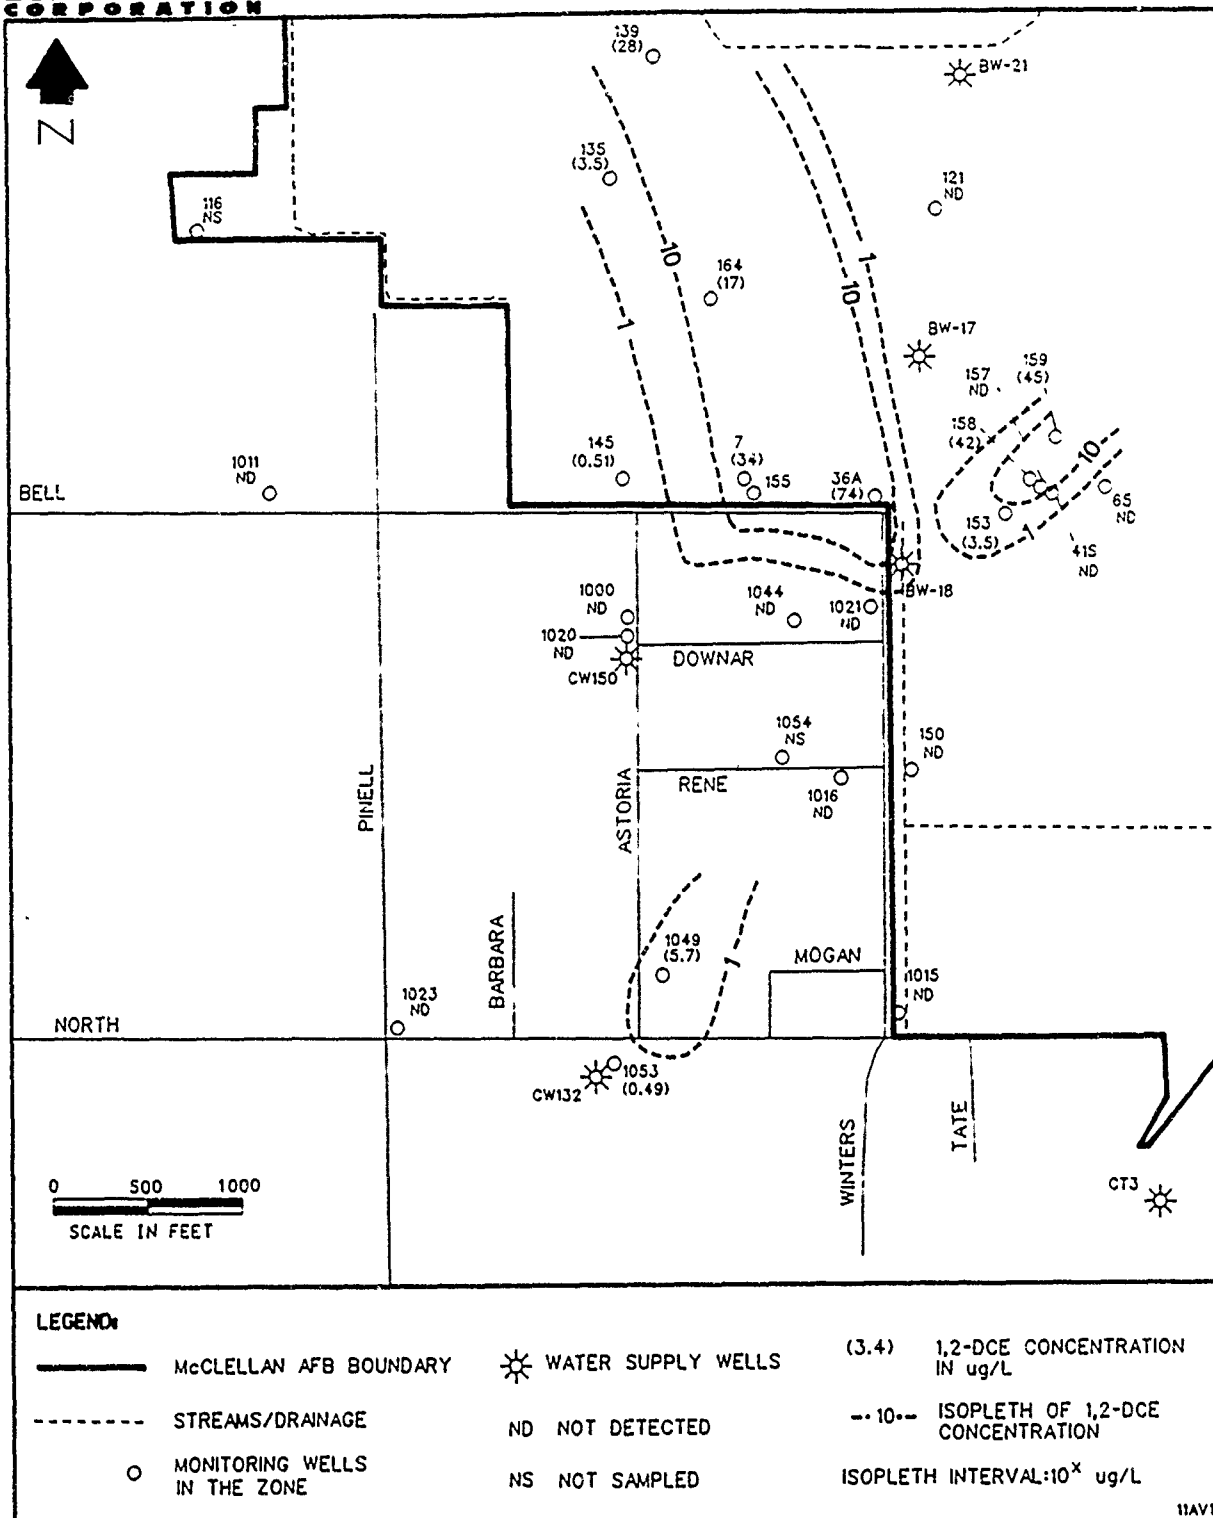 CORPORATION
Z
139
(28)
BW-21
135
(3.5)
121
ND
116
NS
10
164
(17)
1
10
1
BW-17
157
ND
159
(45)
158
(42)
10
145
(0.51)
7
(34)
155
36A
(74)
1011
ND
BELL
153
(3.5)
1
65
ND
41S
ND
BW-18
1000
ND
1044
ND
1021
ND
1020
ND
CW150
DOWNAR
1054
NS
150
ND
RENE
1016
ND
PINELL
ASTORIA
BARBARA
1049
(5.7)
1
MOGAN
1015
ND
1023
ND
NORTH
1053
(0.49)
CW132
WINTERS
TATE
CT3
0 500 1000
SCALE IN FEET
LEGEND:
McCLELLAN AFB BOUNDARY
STREAMS/DRAINAGE
MONITORING WELLS
IN THE ZONE
WATER SUPPLY WELLS
ND NOT DETECTED
NS NOT SAMPLED
(3.4) 1,2-DCE CONCENTRATION
IN ug/L
10 ISOPLETH OF 1,2-DCE
CONCENTRATION
ISOPLETH INTERVAL:10ˣ ug/L